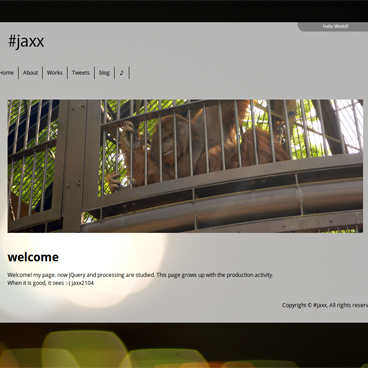 Hello World!!
#jaxx
Home
About
Works
Tweets
blog
♪
welcome
Welcome! my page. now jQuery and processing are studied. This page grows up with the production activity.
When it is good, it sees :-) jaxx2104
Copyright © #jaxx, All rights reserv